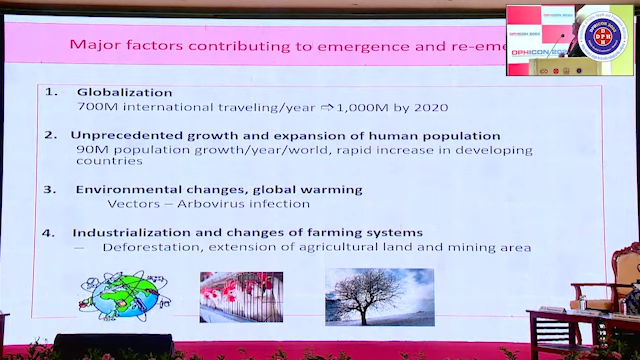 Major factors contributing to emergence and re-eme
1. Globalization
700M international traveling/year ⇨ 1,000M by 2020
2. Unprecedented growth and expansion of human population
90M population growth/year/world, rapid increase in developing
countries
3. Environmental changes, global warming
Vectors – Arbovirus infection
4. Industrialization and changes of farming systems
– Deforestation, extension of agricultural land and mining area
DPH